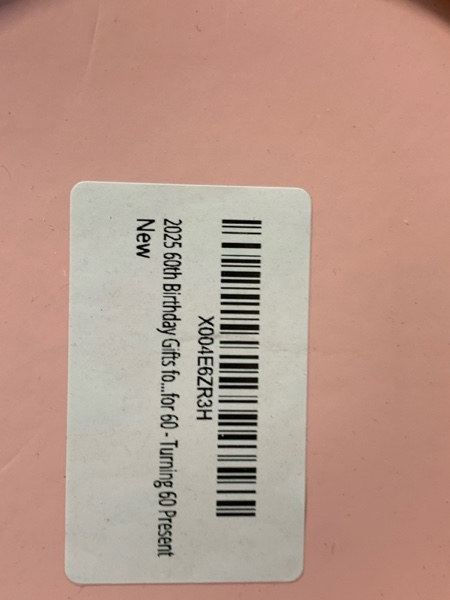 X004E6ZR3H
2025 60th Birthday Gifts fo...for 60 - Turning 60 Present
New